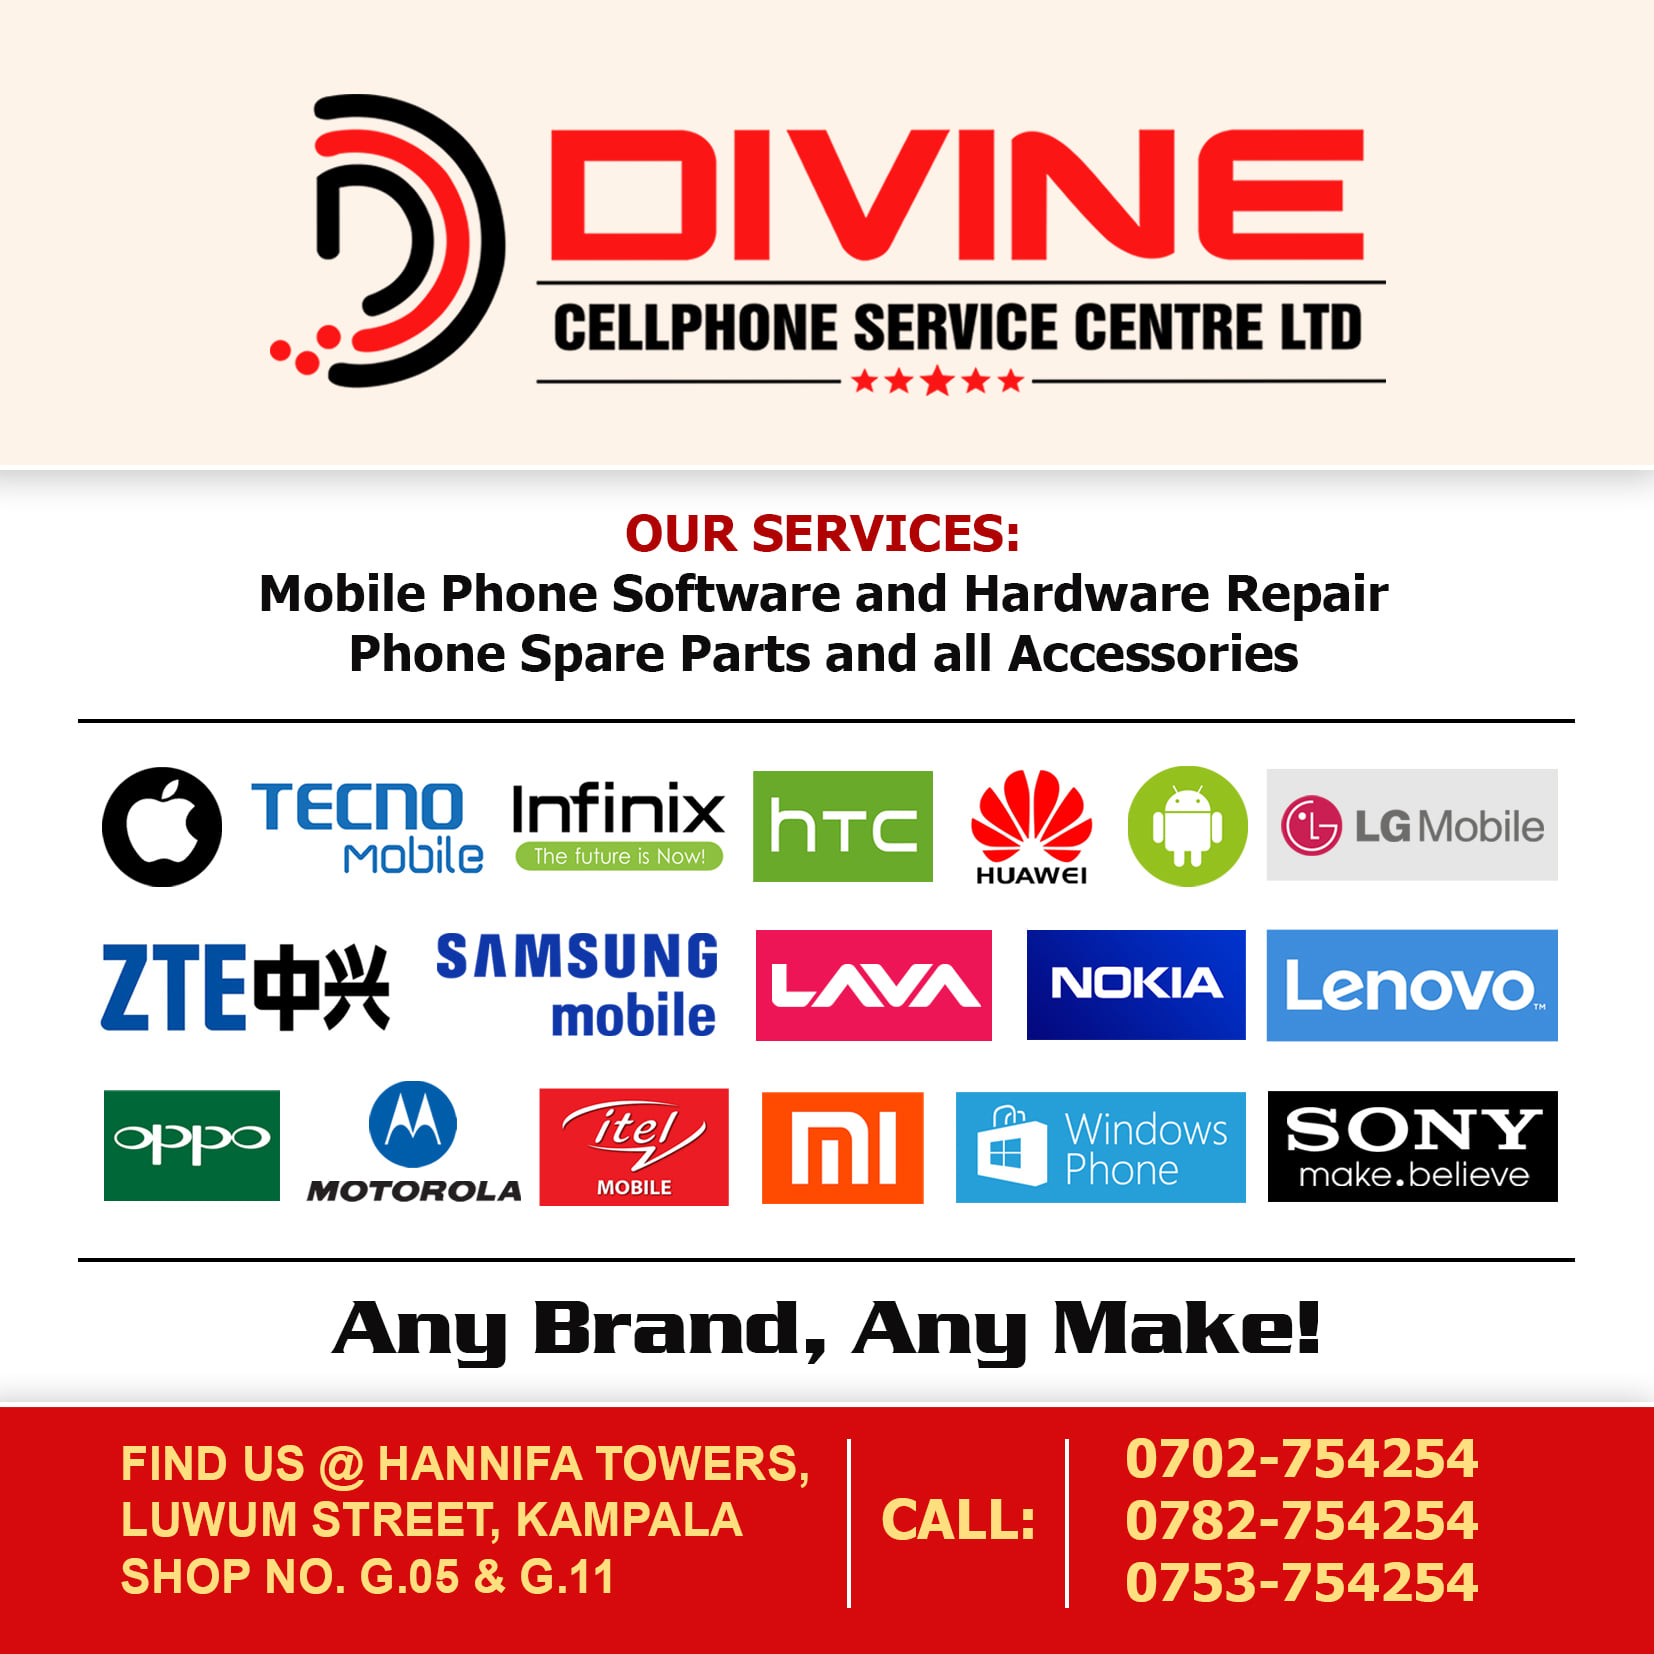 DIVINE
CELLPHONE SERVICE CENTRE LTD
OUR SERVICES:
Mobile Phone Software and Hardware Repair
Phone Spare Parts and all Accessories
TECNO
mobile
Infinix
The future is Now!
hTC
HUAWEI
LG Mobile
ZTE中兴
SAMSUNG
mobile
LAVA
NOKIA
Lenovo™
oppo
MOTOROLA
itel
MOBILE
MI
Windows
Phone
SONY
make.believe
Any Brand, Any Make!
FIND US @ HANNIFA TOWERS,
LUWUM STREET, KAMPALA
SHOP NO. G.05 & G.11
CALL:
0702-754254
0782-754254
0753-754254